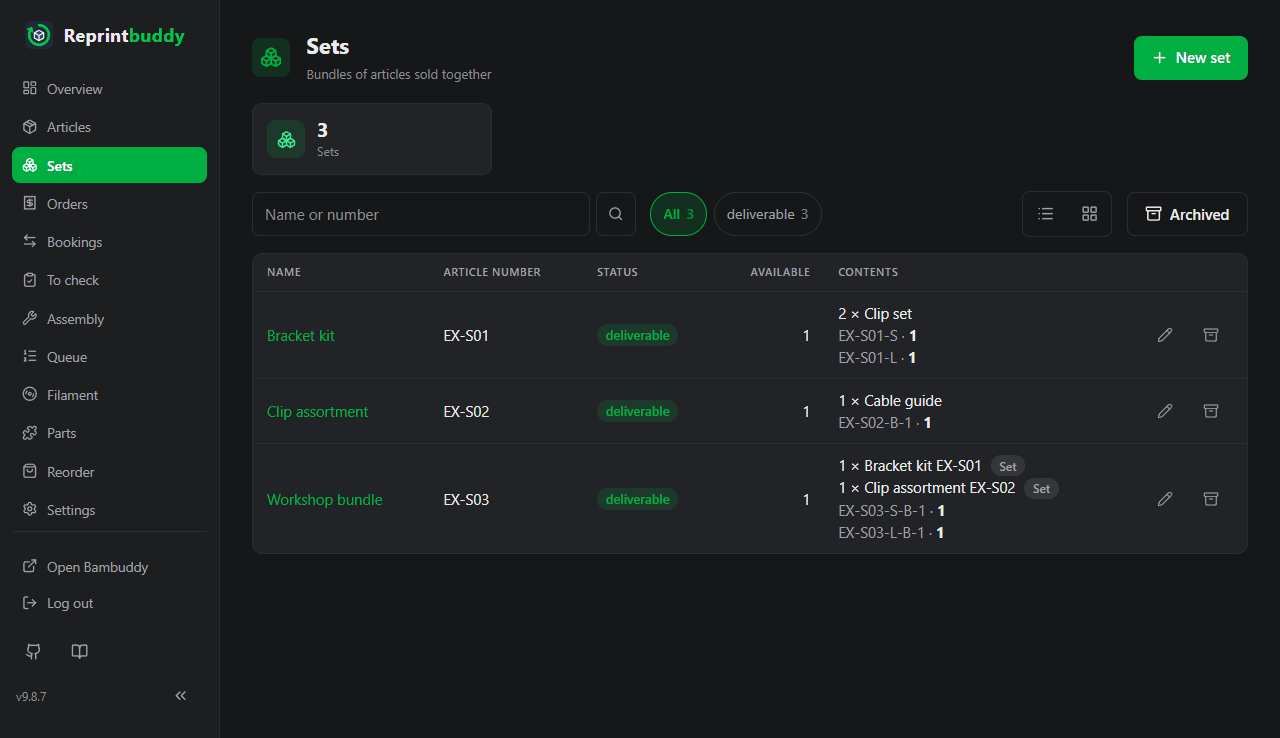 Reprintbuddy
Overview
Articles
Sets
Orders
Bookings
To check
Assembly
Queue
Filament
Parts
Reorder
Settings
Open Bambuddy
Log out
v9.8.7
Sets
Bundles of articles sold together
New set
3
Sets
Name or number
All 3
deliverable 3
Archived
NAME ARTICLE NUMBER STATUS AVAILABLE CONTENTS
Bracket kit EX-S01 deliverable 1
2 × Clip set
EX-S01-S · 1
EX-S01-L · 1
Clip assortment EX-S02 deliverable 1
1 × Cable guide
EX-S02-B-1 · 1
Workshop bundle EX-S03 deliverable 1
1 × Bracket kit EX-S01 Set
1 × Clip assortment EX-S02 Set
EX-S03-S-B-1 · 1
EX-S03-L-B-1 · 1